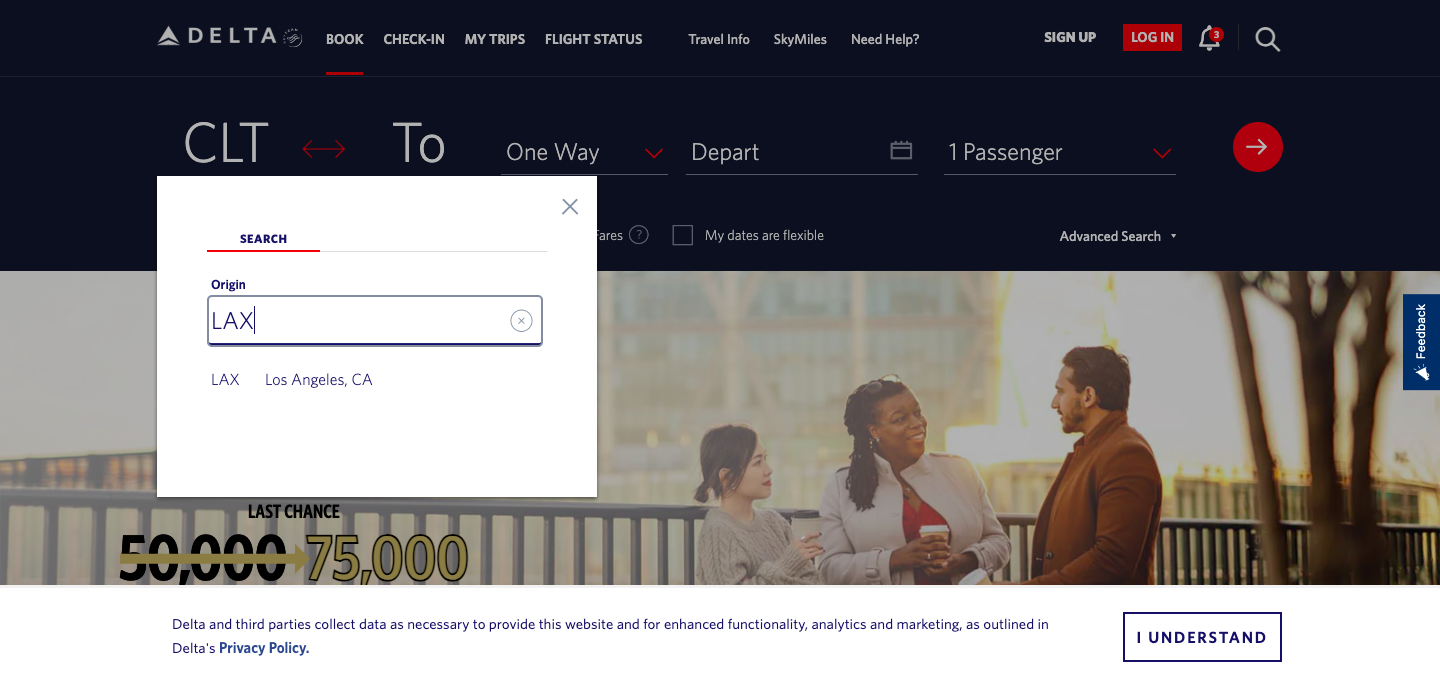 DELTA
BOOK
CHECK-IN
MY TRIPS
FLIGHT STATUS
Travel Info
SkyMiles
Need Help?
SIGN UP
LOG IN
3
CLT
To
One Way
Depart
1 Passenger
Fares
?
My dates are flexible
Advanced Search
SEARCH
Origin
LAX
LAX Los Angeles, CA
Feedback
LAST CHANCE
50,000 75,000
Delta and third parties collect data as necessary to provide this website and for enhanced functionality, analytics and marketing, as outlined in
Delta's Privacy Policy.
I UNDERSTAND